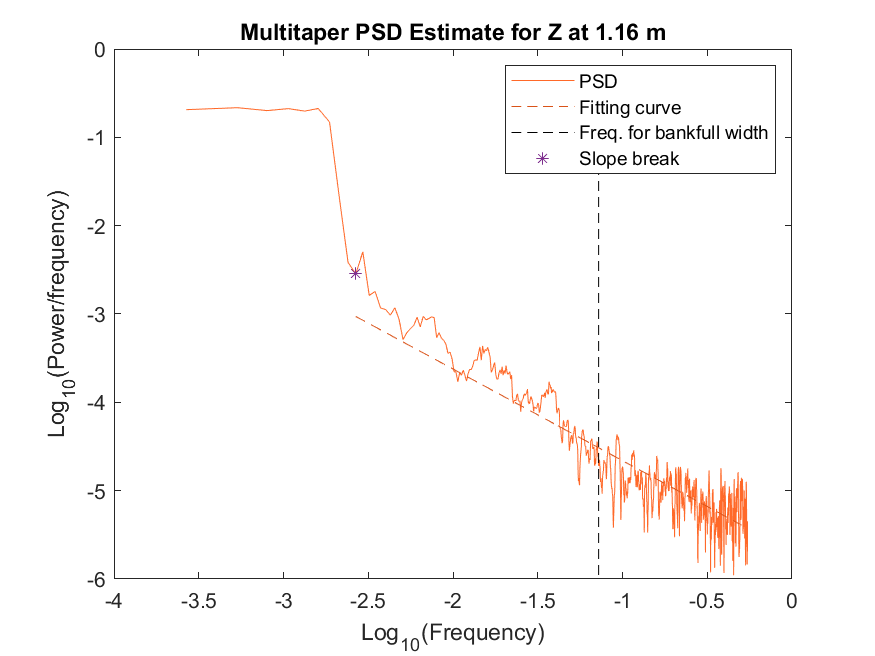 Multitaper PSD Estimate for Z at 1.16 m
PSD
Fitting curve
Freq. for bankfull width
Slope break
Log10(Power/frequency)
0
-1
-2
-3
-4
-5
-6
-4
-3.5
-3
-2.5
-2
-1.5
-1
-0.5
0
Log10(Frequency)